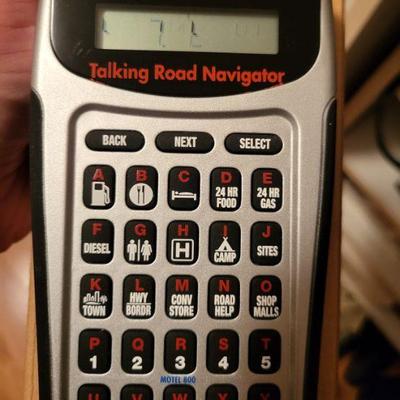 Talking Road Navigator
BACK NEXT SELECT
A B C D E
24 HR FOOD 24 HR GAS
F G H I J
DIESEL H CAMP SITES
K L M N O
TOWN HWY BORDR CONV STORE ROAD HELP SHOP MALLS
P Q R S T
1 2 3 4 5
MOTEL 800
U V W X Y